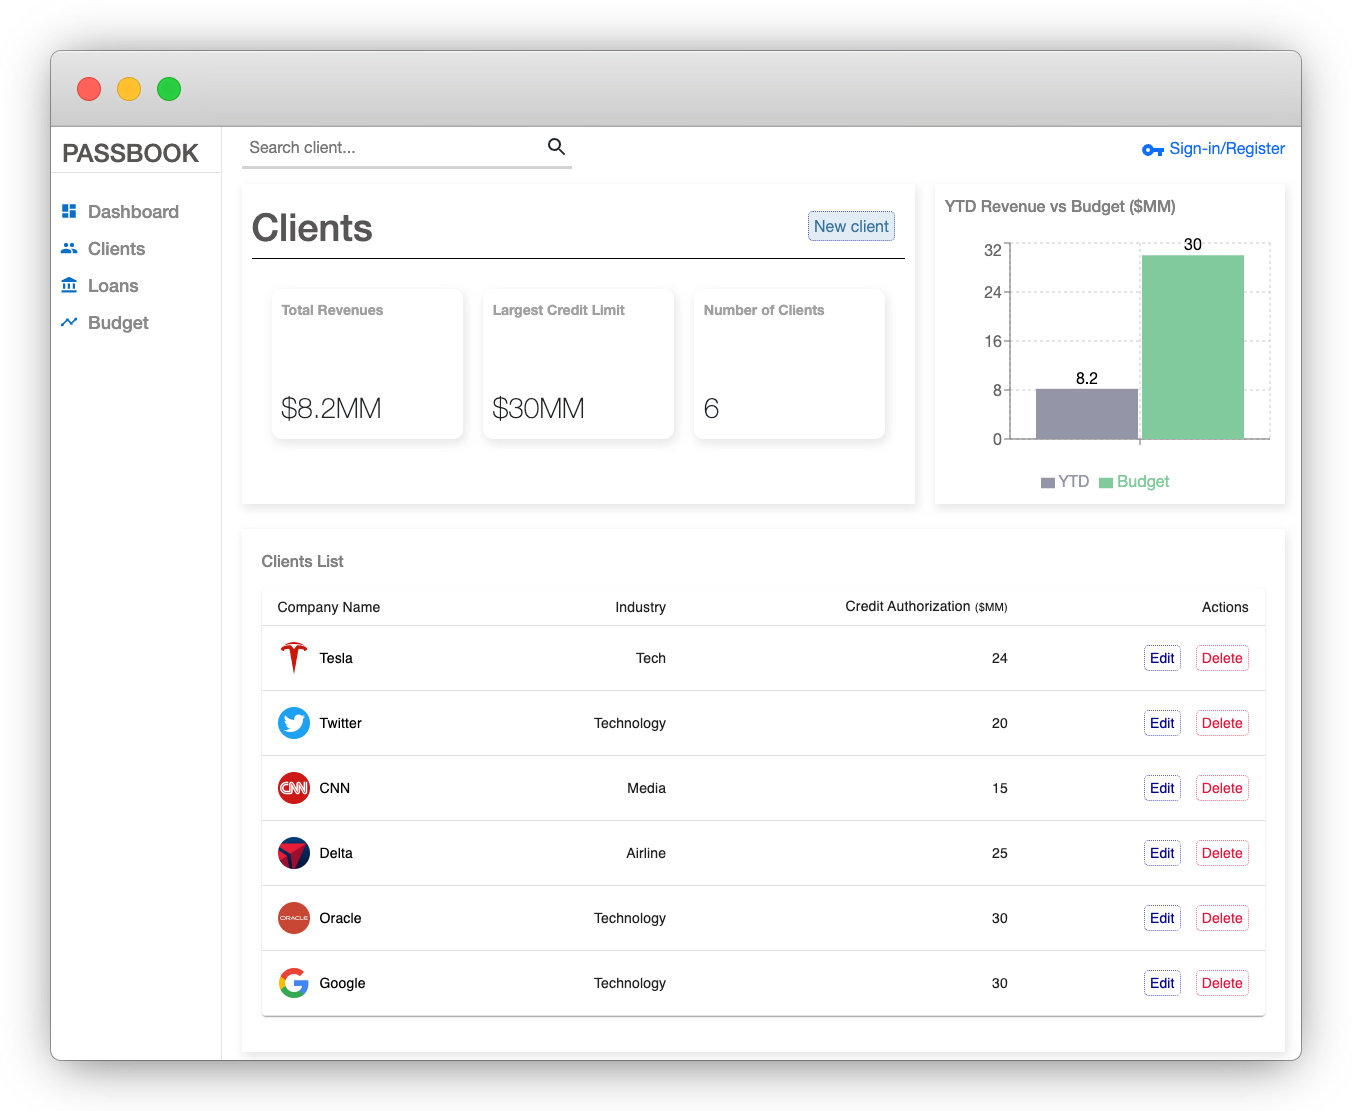 PASSBOOK
Search client...
Sign-in/Register
Dashboard
Clients
Loans
Budget
Clients
New client
Total Revenues
$8.2MM
Largest Credit Limit
$30MM
Number of Clients
6
YTD Revenue vs Budget ($MM)
32
24
16
8
0
8.2
30
YTD Budget
Clients List
Company Name Industry Credit Authorization ($MM) Actions
Tesla Tech 24 Edit Delete
Twitter Technology 20 Edit Delete
CNN CNN Media 15 Edit Delete
Delta Airline 25 Edit Delete
ORACLE Oracle Technology 30 Edit Delete
Google Technology 30 Edit Delete